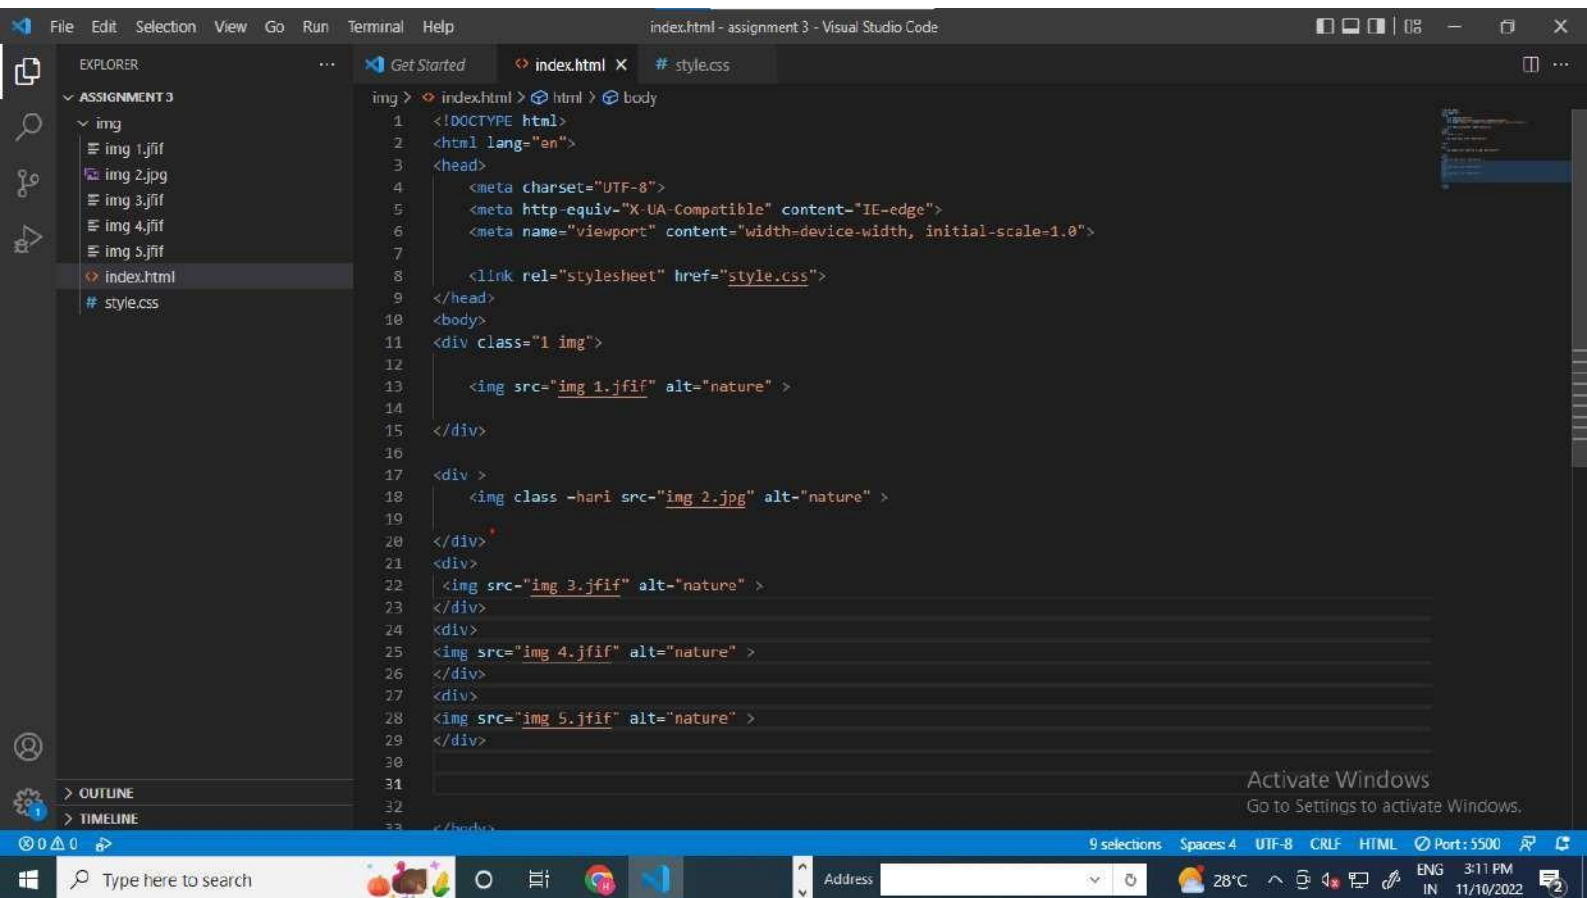 File Edit Selection View Go Run Terminal Help
index.html - assignment 3 - Visual Studio Code
EXPLORER
Get Started
index.html
# style.css
ASSIGNMENT 3
img
img 1.jfif
img 2.jpg
img 3.jfif
img 4.jfif
img 5.jfif
index.html
# style.css
img > index.html > html > body
1 <!DOCTYPE html>
2 <html lang="en">
3 <head>
4 <meta charset="UTF-8">
5 <meta http-equiv="X-UA-Compatible" content="IE=edge">
6 <meta name="viewport" content="width=device-width, initial-scale=1.0">
7
8 <link rel="stylesheet" href="style.css">
9 </head>
10 <body>
11 <div class="1 img">
12
13 <img src="img 1.jfif" alt="nature" >
14
15 </div>
16
17 <div >
18 <img class =hari src="img 2.jpg" alt="nature" >
19
20 </div>
21 <div>
22 <img src="img 3.jfif" alt="nature" >
23 </div>
24 <div>
25 <img src="img 4.jfif" alt="nature" >
26 </div>
27 <div>
28 <img src="img 5.jfif" alt="nature" >
29 </div>
30
31
32
33 </body>
OUTLINE
TIMELINE
Activate Windows
Go to Settings to activate Windows.
0 0
9 selections Spaces: 4 UTF-8 CRLF HTML Port : 5500
1
Type here to search
Address
28°C
ENG
IN
3:11 PM
11/10/2022
2